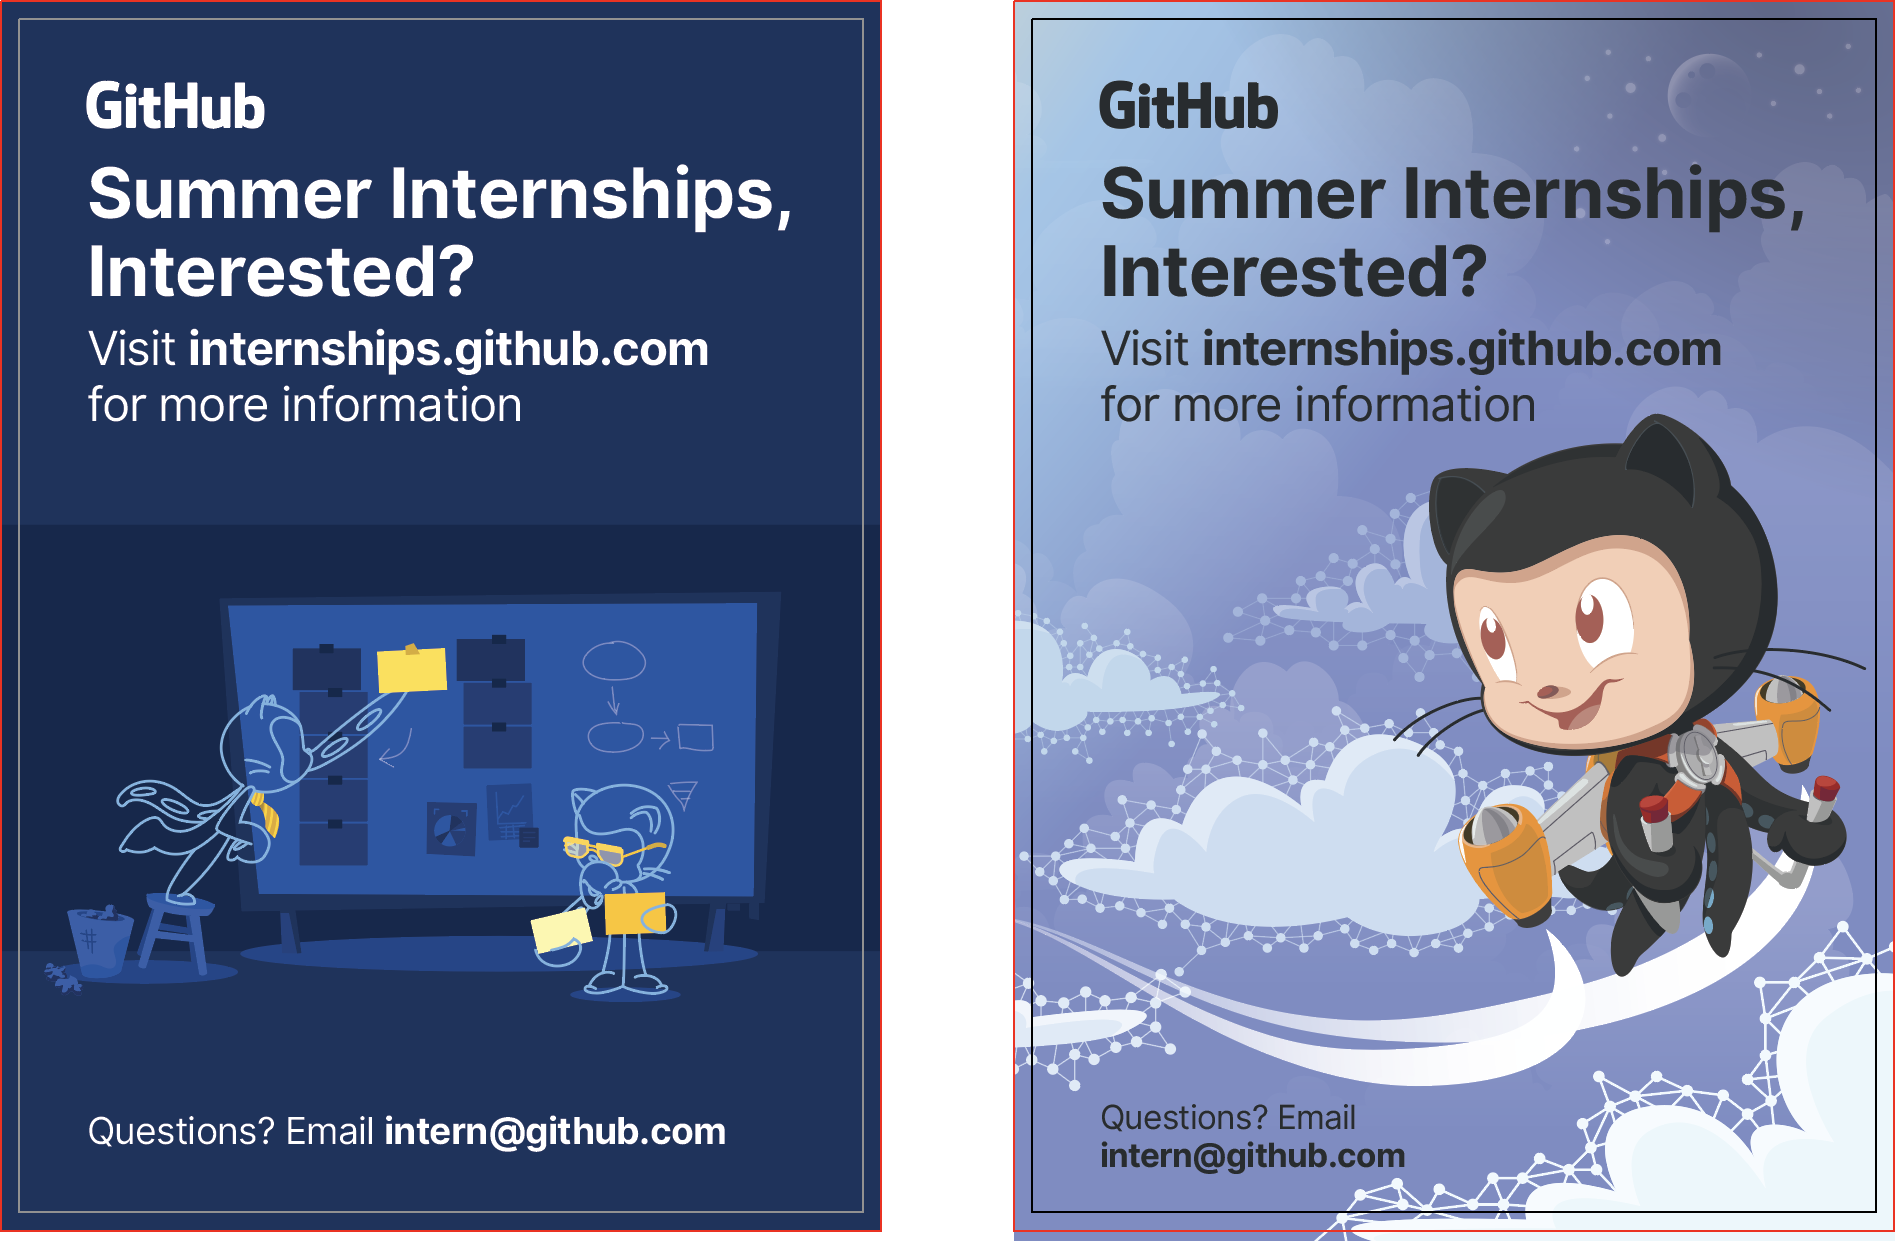 GitHub
Summer Internships,
Interested?
Visit internships.github.com
for more information
Questions? Email intern@github.com
GitHub
Summer Internships,
Interested?
Visit internships.github.com
for more information
Questions? Email
intern@github.com